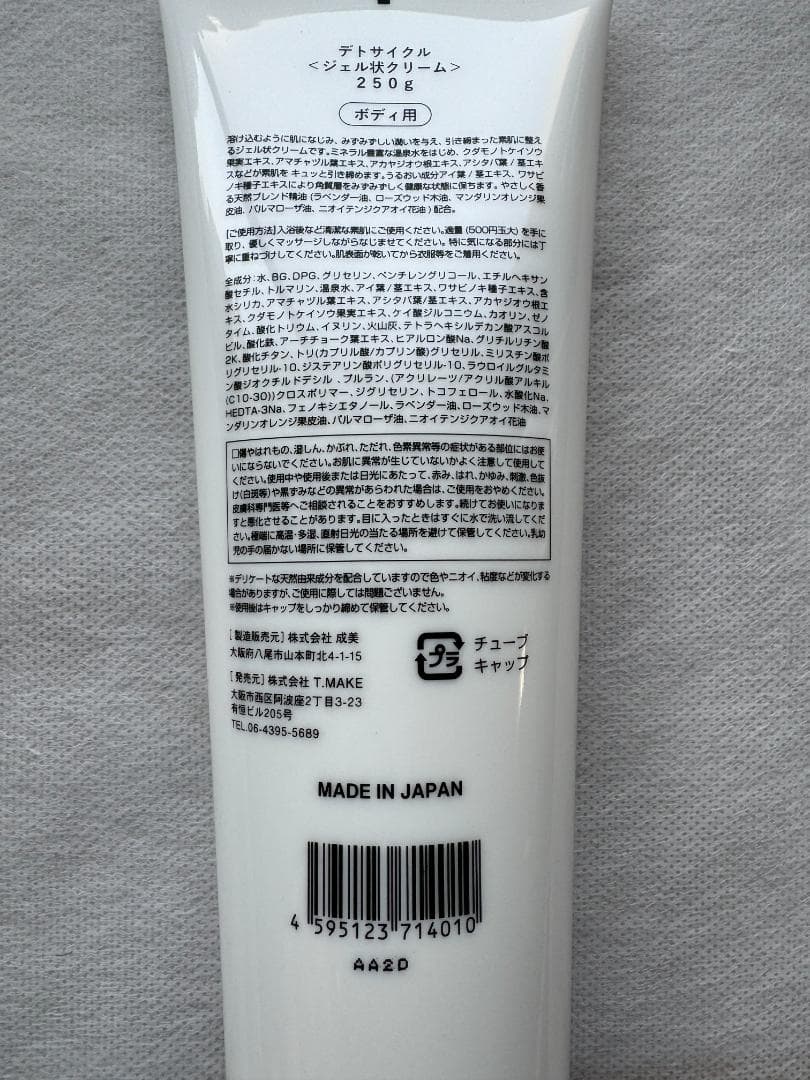 デトサイクル
<ジェル状クリーム>
250g
ボディ用
溶け込むように肌になじみ、みずみずしい潤いを与え、引き締まった素肌に整え
るジェル状クリームです。ミネラル豊富な温泉水をはじめ、クダモノトケイソウ
果実エキス、アマチャヅル葉エキス、アカヤジオウ根エキス、アシタバ葉/茎エキ
スなどが素肌を キュッと引き締めます。うるおい成分アイ葉/茎エキス、ワサビ
ノキ種子エキスにより角質層をみずみずしく健康な状態に保ちます。やさしく香
る天然ブレンド精油(ラベンダー油、ローズウッド木油、マンダリンオレンジ果
皮油、パルマローザ油、ニオイテンジクアオイ花油)配合。
[ご使用方法]入浴後など清潔な素肌にご使用ください。適量(500円玉大)を手に
取り、優しくマッサージしながらなじませてください。特に気になる部分には丁
寧に重ねづけしてください。肌表面が乾いてから衣服等をご着用ください。
全成分:水、BG、DPG、グリセリン、ペンチレングリコール、エチルヘキサン
酸セチル、トルマリン、温泉水、アイ葉/茎エキス、ワサビノキ種子エキス、含
水シリカ、アマチャヅル葉エキス、アシタバ葉/茎エキス、アカヤジオウ根エキ
ス、クダモノトケイソウ果実エキス、ケイ酸ジルコニウム、カオリン、ゼノ
タイム、酸化トリウム、イヌリン、火山灰、テトラヘキシルデカン酸アスコル
ビル、酸化鉄、アーチチョーク葉エキス、ヒアルロン酸Na、グリチルリチン酸
2K、酸化チタン、トリ(カプリル酸/カプリン酸)グリセリル、ミリスチン酸ポ
リグリセリル-10、ジステアリン酸ポリグリセリル-10、ラウロイルグルタミ
ン酸ジオクチルドデシル 、プルラン、(アクリレーツ/アクリル酸アルキル
(C10-30))クロスポリマー、ジグリセリン、トコフェロール、水酸化Na、
HEDTA-3Na、フェノキシエタノール、ラベンダー油、ローズウッド木油、マ
ンダリンオレンジ果皮油、パルマローザ油、ニオイテンジクアオイ花油
□傷やはれもの、湿しん、かぶれ、ただれ、色素異常等の症状がある部位にはお使
いにならないでください。お肌に異常が生じていないかよく注意して使用して
ください。使用中や使用後または日光にあたって、赤み、はれ、かゆみ、刺激、色抜
け(白斑等)や黒ずみなどの異常があらわれた場合は、ご使用をおやめください。
皮膚科専門医等へご相談されることをおすすめします。続けてお使いになりま
すと悪化させることがあります。目に入ったときはすぐに水で洗い流してくだ
さい。極端に高温・多湿、直射日光の当たる場所を避けて保管してください。乳幼
児の手の届かない場所に保管してください。
※デリケートな天然由来成分を配合していますので色やニオイ、粘度などが変化する
場合がありますが、ご使用に際しては問題ございません。
※使用後はキャップをしっかり締めて保管してください。
[製造販売元]株式会社 成美
大阪府八尾市山本町北4-1-15
[発売元]株式会社 T.MAKE
大阪市西区阿波座2丁目3-23
有恒ビル205号
TEL.06-4395-5689
プラ
チューブ
キャップ
MADE IN JAPAN
4 595123 714010
AA2D